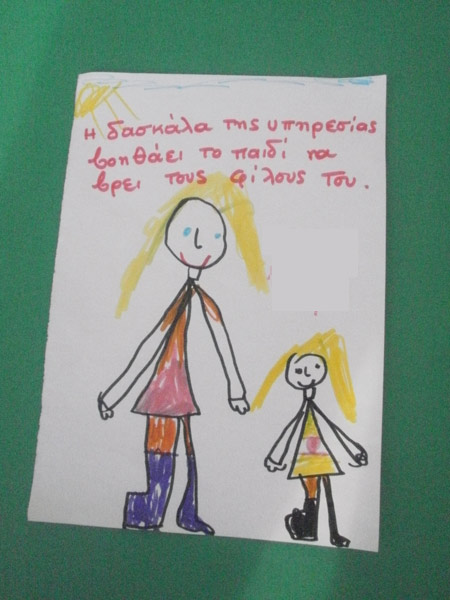 Η δασκάλα της υπηρεσίας
βοηθάει το παιδί να
βρει τους φίλους του.